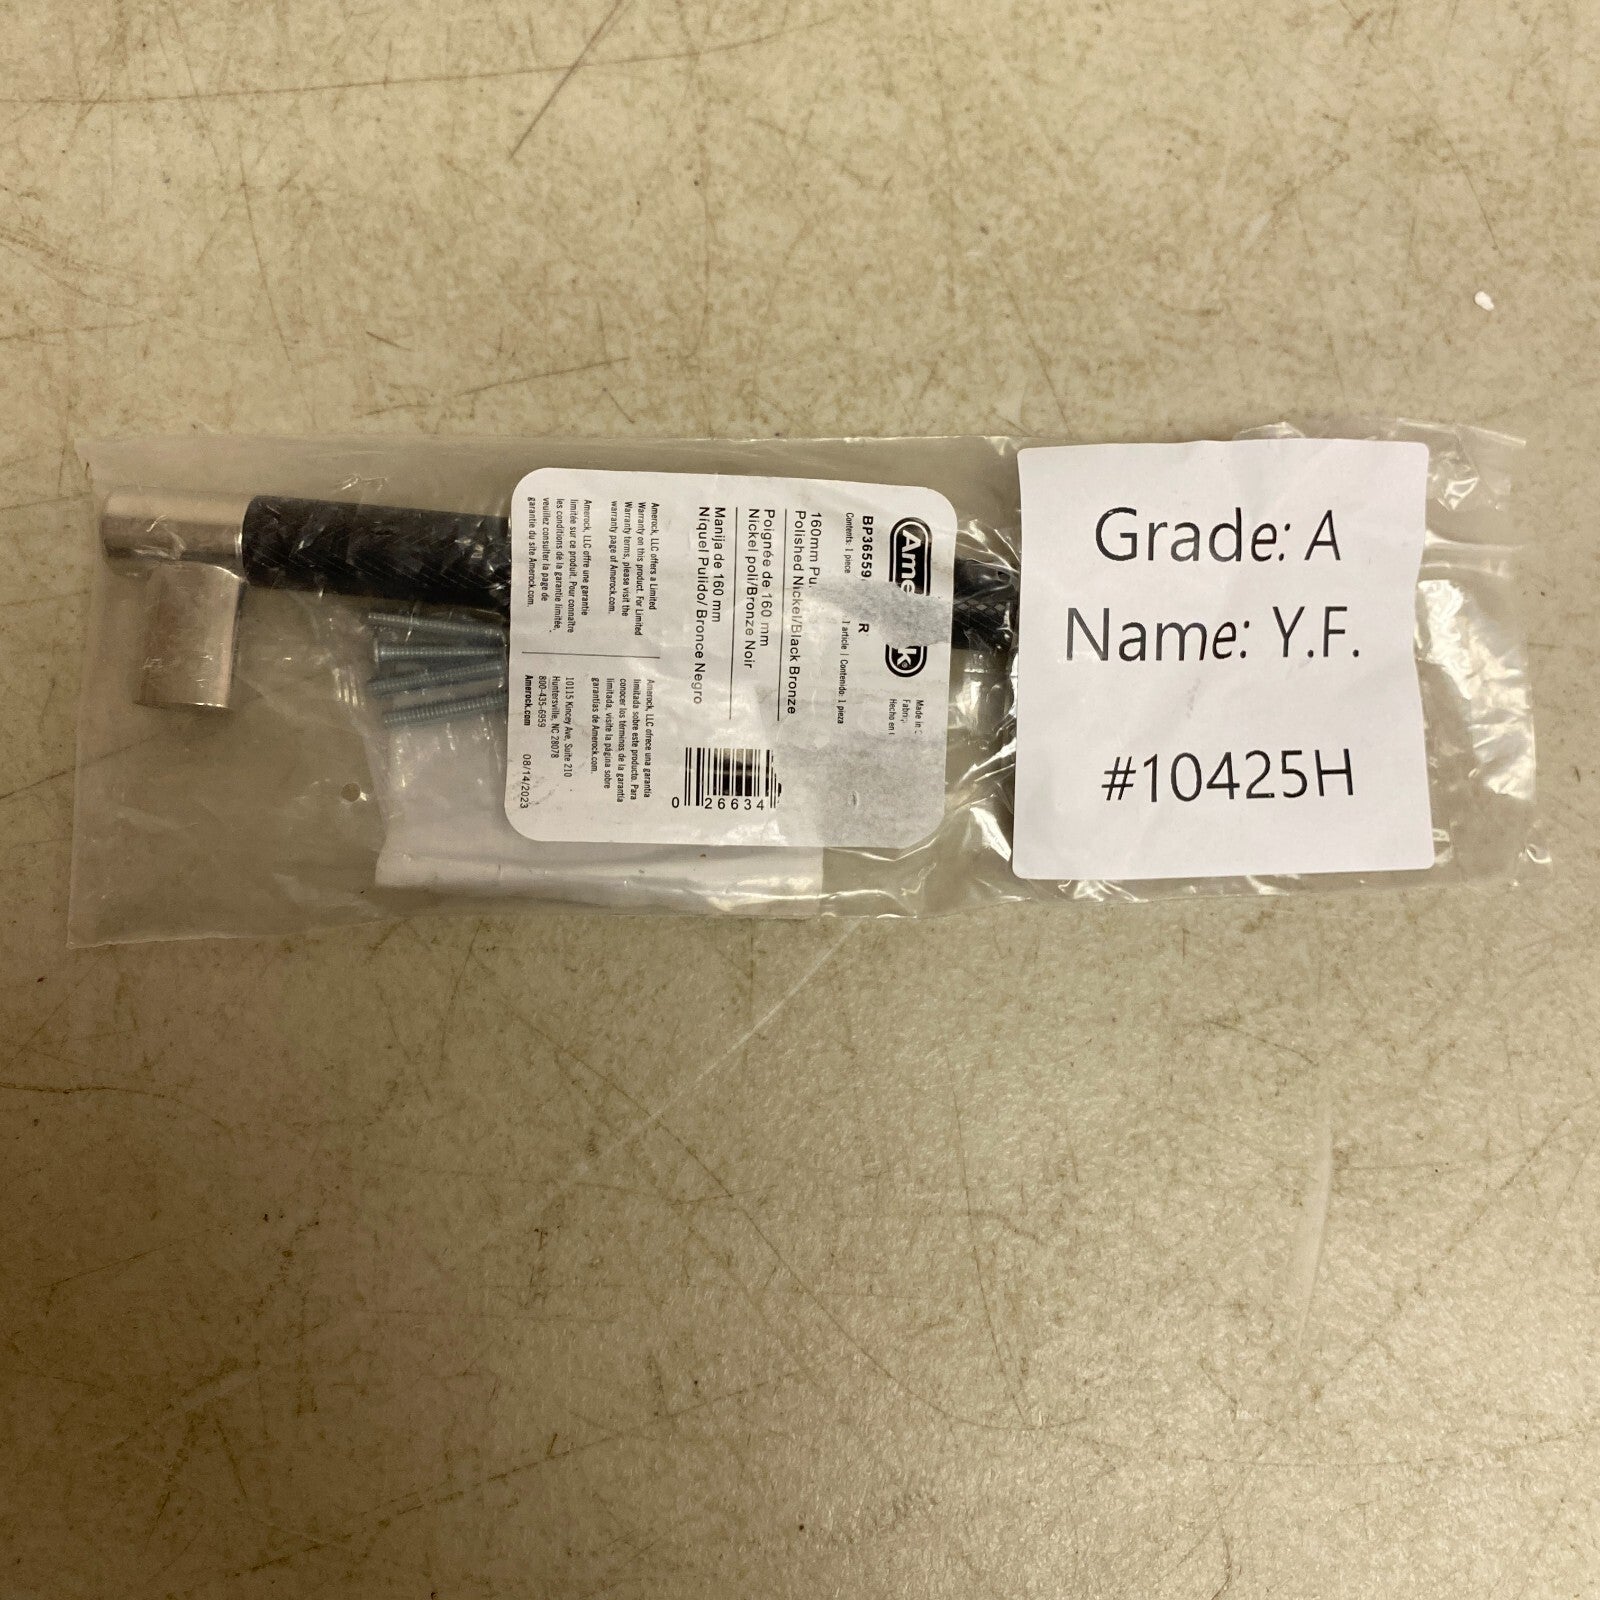 Grade: A
Name: Y.F.
#10425H
Made in
Hecho en
BP36559
R
Contents: 1 piece
1 article | Contenido: 1 pieza
160mm
Polished Nickel/Black Bronze
Poignée de 160 mm
Nickel poli/Bronze Noir
Manija de 160 mm
Níquel Pulido/ Bronce Negro
0 26634
Amerock, LLC offers a Limited
Warranty on this product. For Limited
Warranty terms, please visit the
warranty page of Amerock.com.
Amerock, LLC offre une garantie
limitée sur ce produit. Pour connaître
les conditions de la garantie limitée,
veuillez consulter la page de
garantie du site Amerock.com.
Amerock, LLC ofrece una garantía
limitada sobre este producto. Para
conocer los términos de la garantía
limitada, visite la página sobre
garantías de Amerock.com.
10115 Kincey Ave, Suite 210
Huntersville, NC 28078
800-435-6959
Amerock.com 08/14/2023